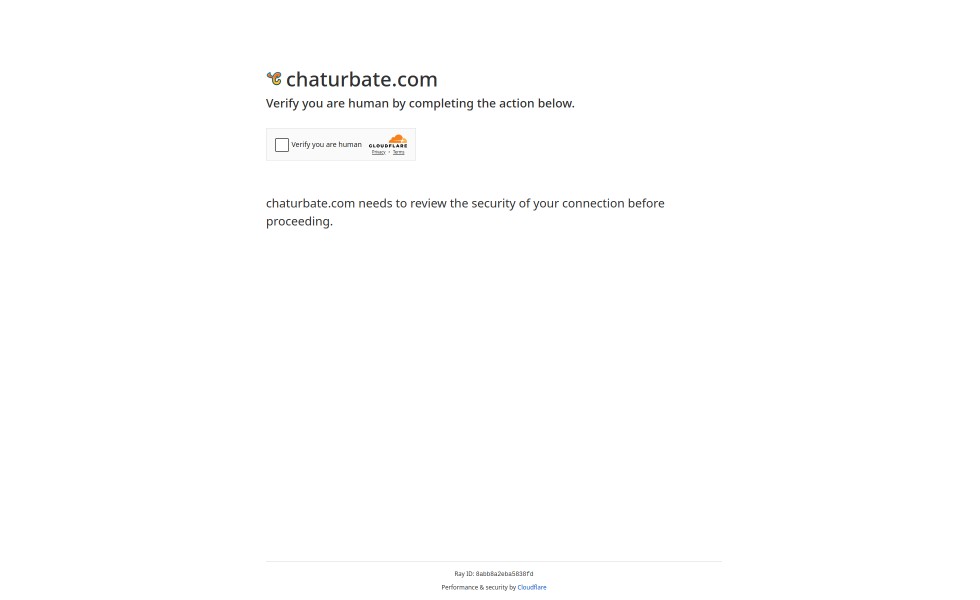 chaturbate.com
Verify you are human by completing the action below.
Verify you are human
CLOUDFLARE
Privacy • Terms
chaturbate.com needs to review the security of your connection before
proceeding.
Ray ID: 8abb8a2eba5838fd
Performance & security by Cloudflare